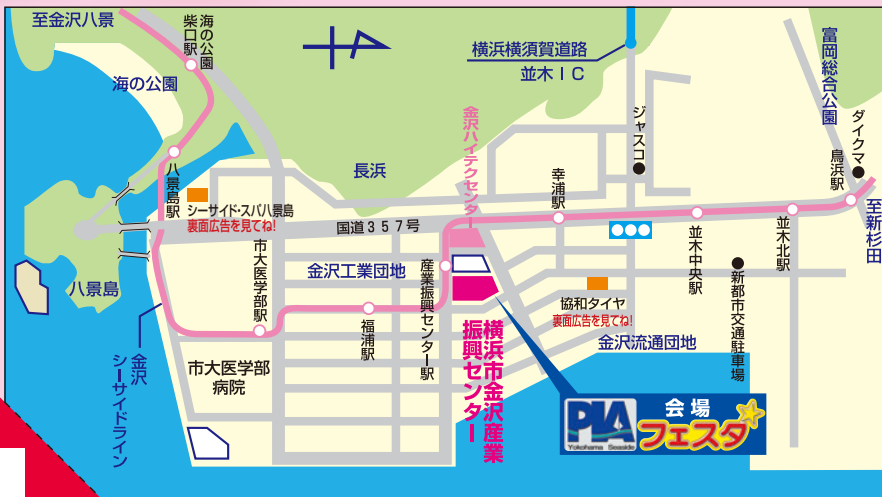 至金沢八景
海の公園
柴口駅
海の公園
横浜横須賀道路
並木IC
富岡総合公園
ダイクマ
鳥浜駅
至新杉田
ジャスコ
金沢ハイテクセンター
幸浦駅
長浜
八景島駅
シーサイド・スパ八景島
裏面広告を見てね!
国道357号
市大医学部駅
金沢工業団地
産業振興センター駅
並木中央駅
並木北駅
八景島
福浦駅
協和タイヤ
裏面広告を見てね!
新都市交通駐車場
金沢流通団地
金沢
シーサイドライン
市大医学部
病院
横浜市金沢産業
振興センター
PIA
Yokohama Seaside
会場
フェスタ